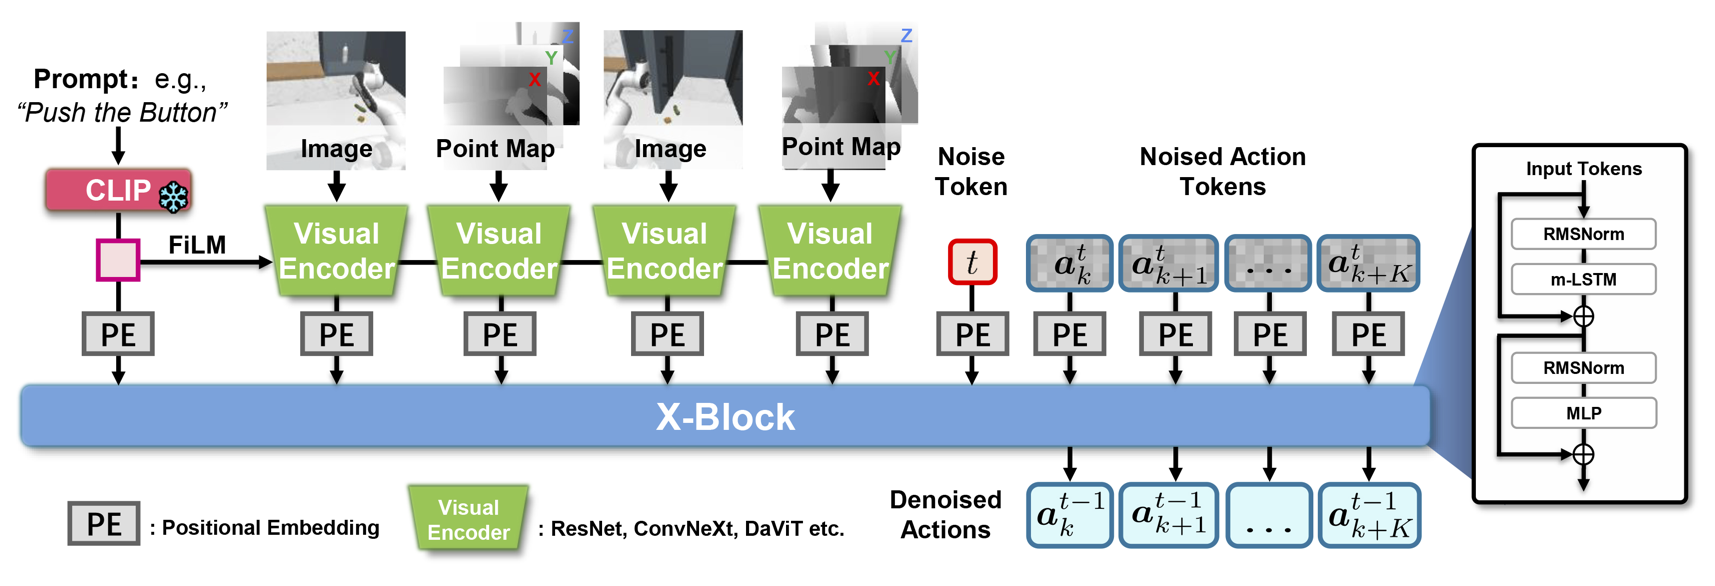 Prompt: e.g.,
“Push the Button”
CLIP
FiLM
Image
Point Map
X
Y
Z
Image
Point Map
X
Y
Z
Visual
Encoder
Visual
Encoder
Visual
Encoder
Visual
Encoder
Noise
Token
t
Noised Action
Tokens
a_k^t
a_{k+1}^t
...
a_{k+K}^t
PE
PE
PE
PE
PE
PE
PE
PE
PE
PE
X-Block
Denoised
Actions
a_k^{t-1}
a_{k+1}^{t-1}
...
a_{k+K}^{t-1}
PE
: Positional Embedding
Visual
Encoder
: ResNet, ConvNeXt, DaViT etc.
Input Tokens
RMSNorm
m-LSTM
RMSNorm
MLP